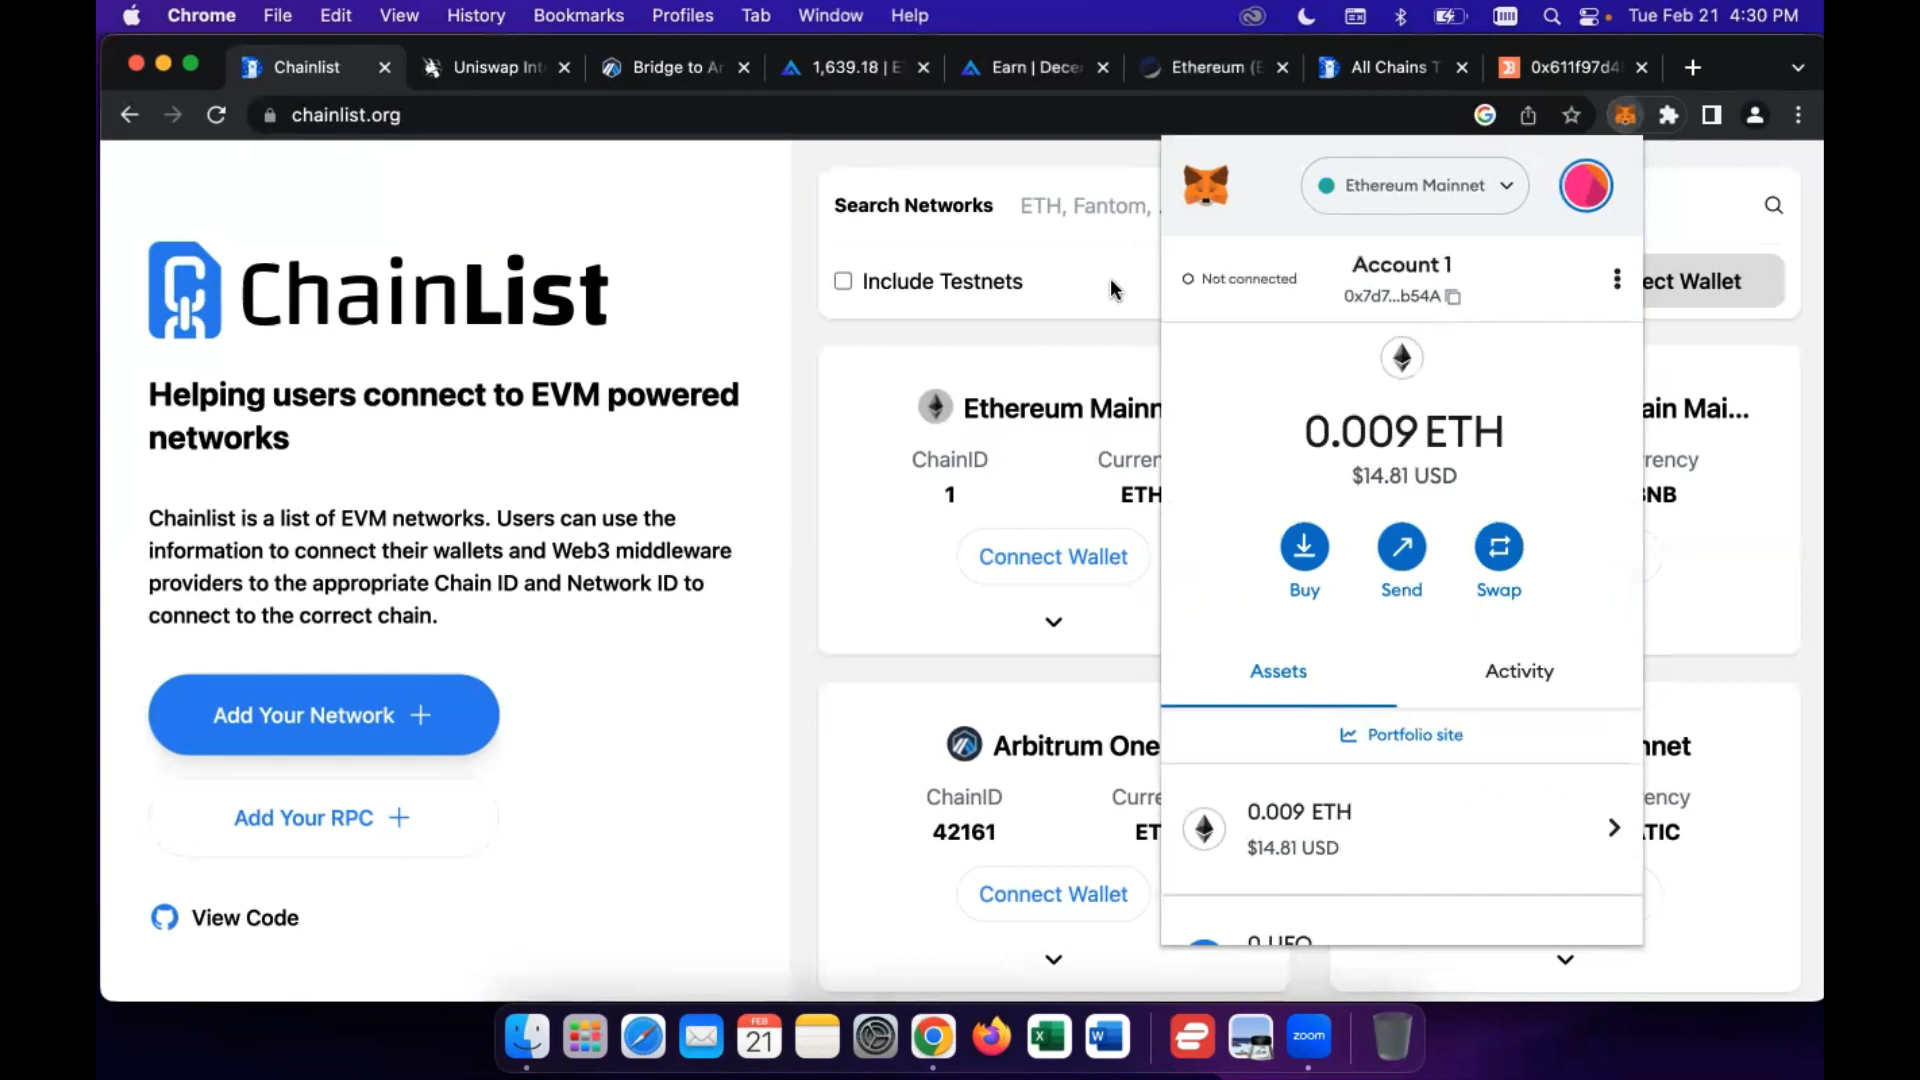 Chrome File Edit View History Bookmarks Profiles Tab Window Help
Tue Feb 21 4:30 PM
Chainlist
Uniswap Int
Bridge to Ar
1,639.18 | E
Earn | Dece
Ethereum (E
All Chains T
0x611f97d4
chainlist.org
ChainList
Helping users connect to EVM powered
networks
Chainlist is a list of EVM networks. Users can use the
information to connect their wallets and Web3 middleware
providers to the appropriate Chain ID and Network ID to
connect to the correct chain.
Add Your Network
Add Your RPC
View Code
Search Networks ETH, Fantom,
Include Testnets
ect Wallet
Ethereum Mainn
ChainID Curren
1 ETH
Connect Wallet
ain Mai...
rency
BNB
Arbitrum One
ChainID Curre
42161 ET
Connect Wallet
nnet
ency
TIC
Ethereum Mainnet
Not connected
Account 1
0x7d7...b54A
0.009 ETH
$14.81 USD
Buy Send Swap
Assets Activity
Portfolio site
0.009 ETH
$14.81 USD
0 UFO
FEB
21
zoom